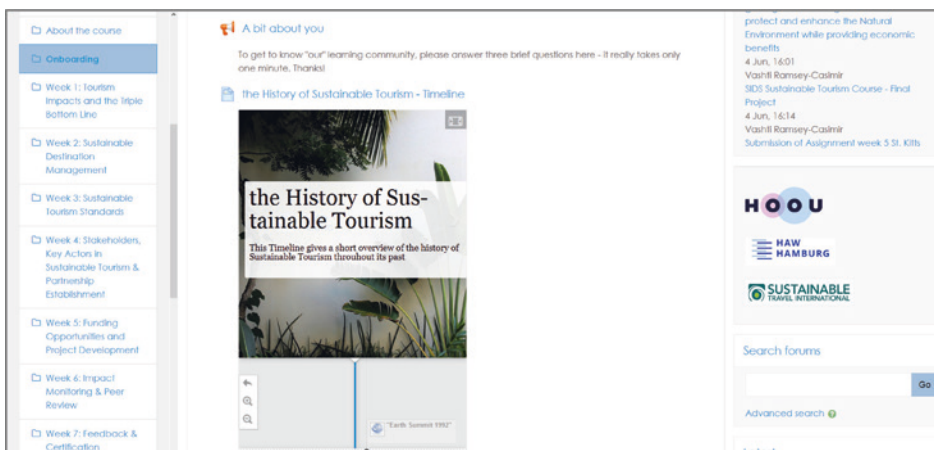 About the course
Onboarding
Week 1: Tourism
Impacts and the Triple
Bottom Line
Week 2: Sustainable
Destination
Management
Week 3: Sustainable
Tourism Standards
Week 4: Stakeholders,
Key Actors in
Sustainable Tourism &
Partnership
Establishment
Week 5: Funding
Opportunities and
Project Development
Week 6: Impact
Monitoring & Peer
Review
Week 7: Feedback &
Certification
A bit about you
To get to know "our" learning community, please answer three brief questions here - it really takes only
one minute. Thanks!
the History of Sustainable Tourism - Timeline
the History of Sus-
tainable Tourism
This Timeline gives a short overview of the history of
Sustainable Tourism throuhout its past
"Earth Summit 1992"
protect and enhance the Natural
Environment while providing economic
benefits
4 Jun, 16:01
Vashti Ramsey-Casimir
SIDS Sustainable Tourism Course - Final
Project
4 Jun, 16:14
Vashti Ramsey-Casimir
Submission of Assignment week 5 St. Kitts
HOOU
HAW
HAMBURG
SUSTAINABLE
TRAVEL INTERNATIONAL
Search forums
Go
Advanced search